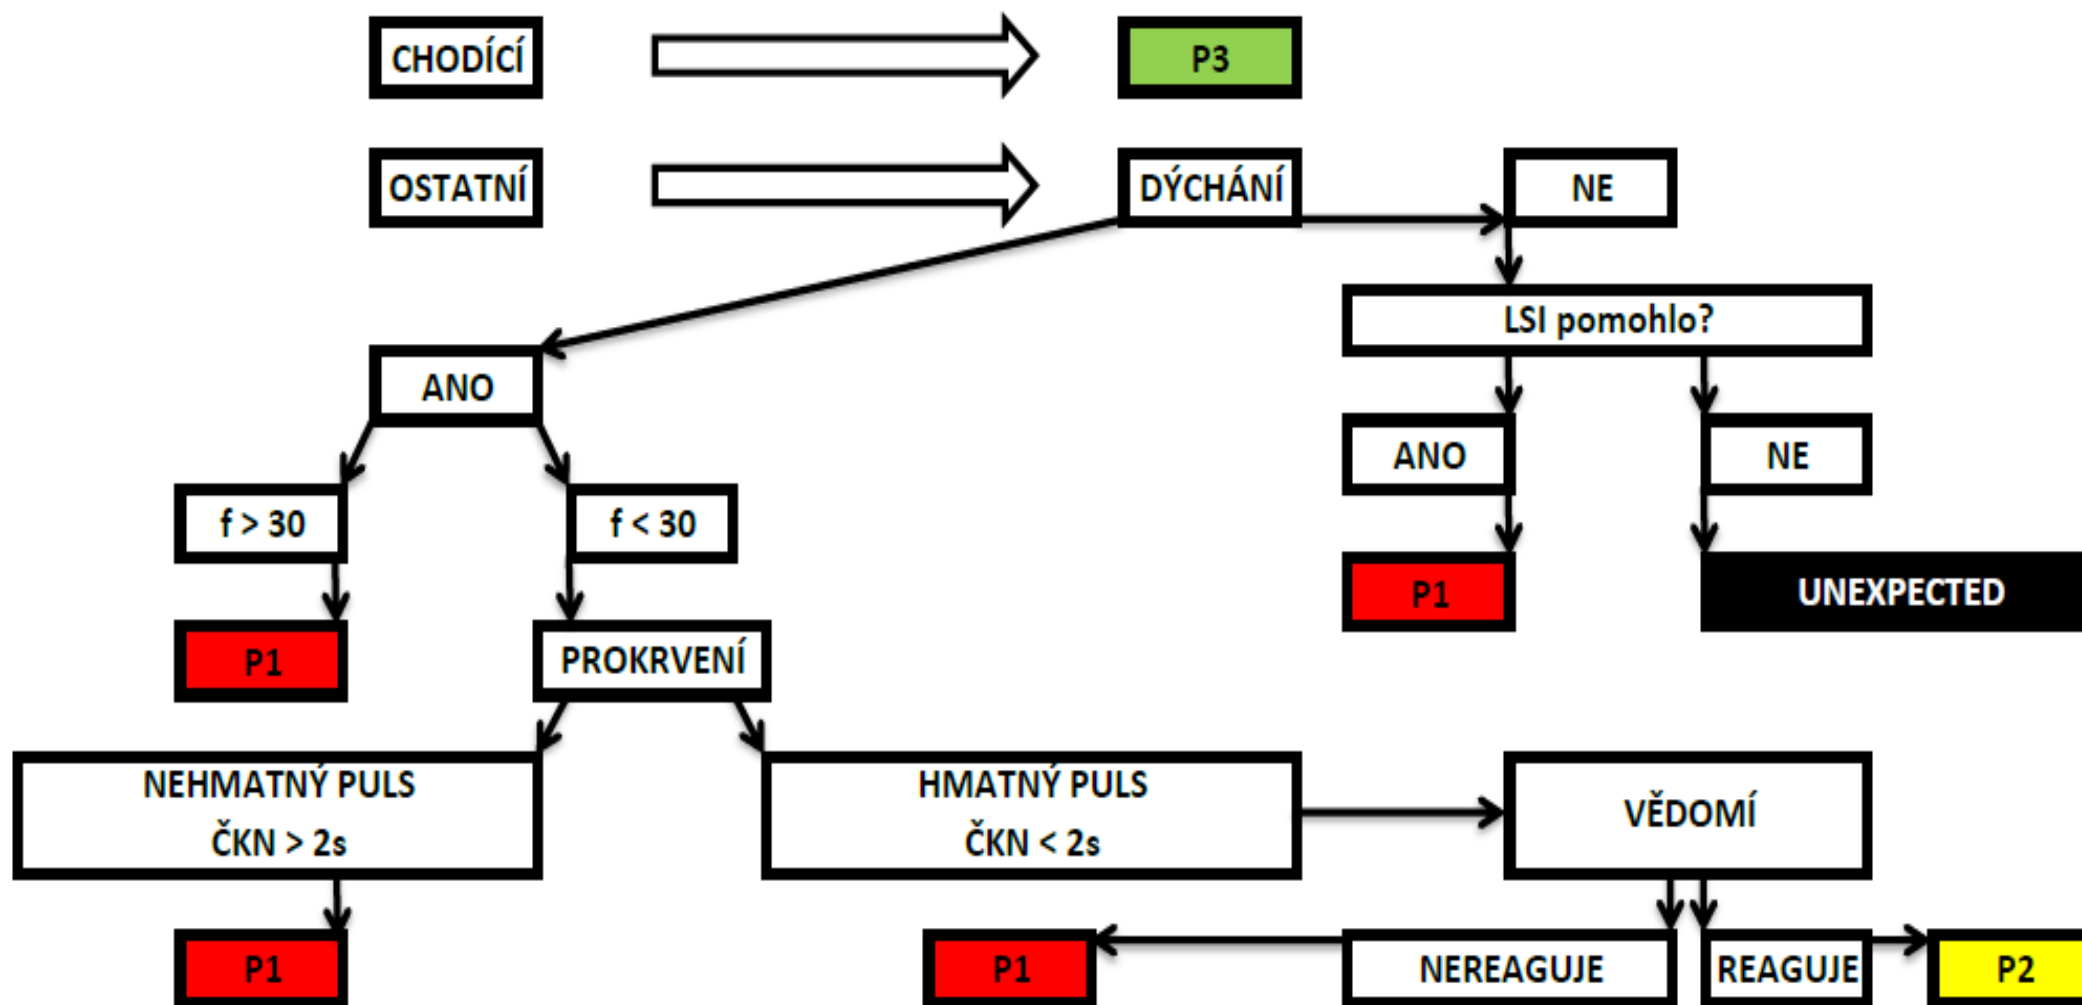 CHODÍCÍ
P3
OSTATNÍ
DÝCHÁNÍ
NE
LSI pomohlo?
ANO
ANO
NE
f > 30
f < 30
P1
UNEXPECTED
P1
PROKRVENÍ
NEHMATNÝ PULS
ČKN > 2s
HMATNÝ PULS
ČKN < 2s
VĚDOMÍ
P1
P1
NEREAGUJE
REAGUJE
P2